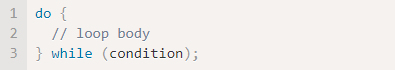 1 do {
2   // loop body
3 } while (condition);